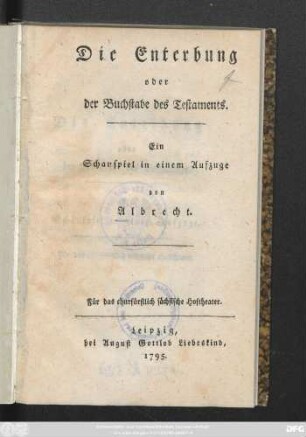 Die Enterbung
oder
der Buchstabe des Testaments.
Ein
Schauspiel in einem Aufzuge
von
Albrecht.
Für das churfürstlich sächsische Hoftheater.
Leipzig,
bei August Gottlob Liebeskind,
1795.